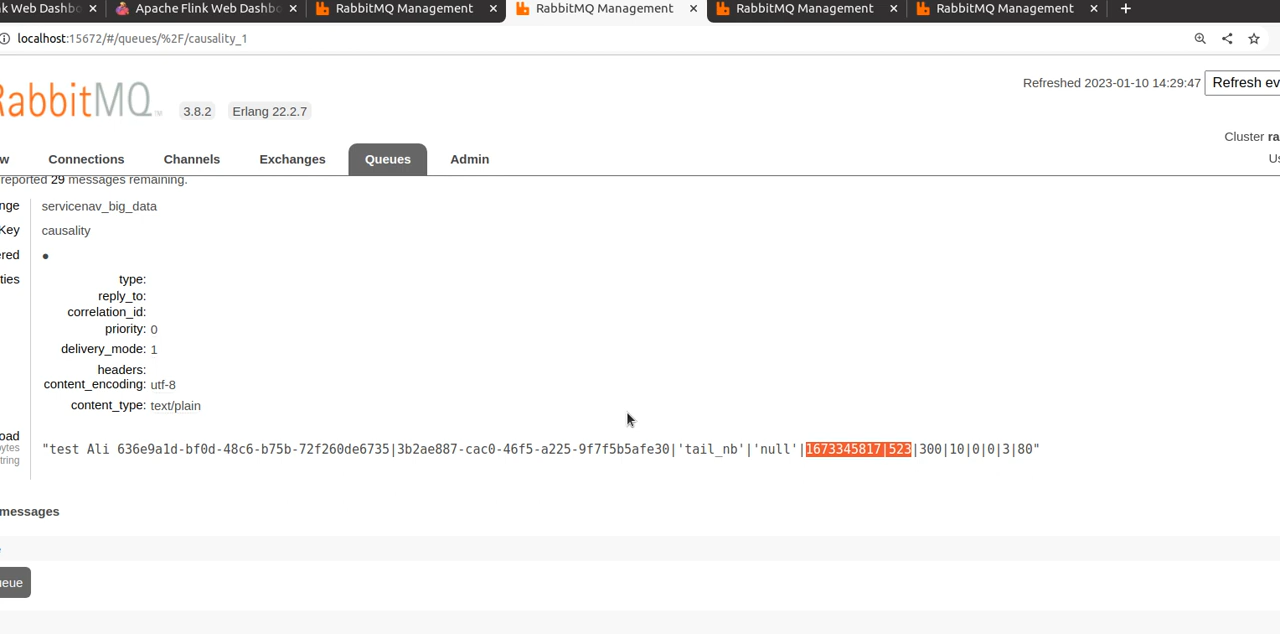 nk Web Dashbo × Apache Flink Web Dashbo × RabbitMQ Management × RabbitMQ Management × RabbitMQ Management × RabbitMQ Management × +
localhost:15672/#/queues/%2F/causality_1
Refreshed 2023-01-10 14:29:47 Refresh ev
RabbitMQ TM 3.8.2 Erlang 22.2.7
Cluster ra
Us
w Connections Channels Exchanges Queues Admin
reported 29 messages remaining.
nge servicenav_big_data
Key causality
ered ●
ties type:
reply_to:
correlation_id:
priority: 0
delivery_mode: 1
headers:
content_encoding: utf-8
content_type: text/plain
oad
ytes
tring
"test Ali 636e9a1d-bf0d-48c6-b75b-72f260de6735|3b2ae887-cac0-46f5-a225-9f7f5b5afe30|'tail_nb'|'null'|1673345817|523|300|10|0|0|3|80"
messages
ueue